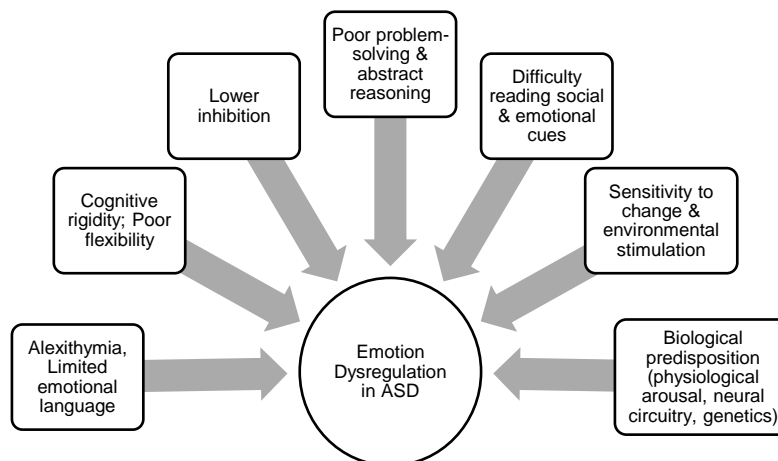 Poor problem-
solving &
abstract
reasoning
Lower
inhibition
Difficulty
reading social
& emotional
cues
Cognitive
rigidity; Poor
flexibility
Sensitivity to
change &
environmental
stimulation
Alexithymia,
Limited
emotional
language
Emotion
Dysregulation
in ASD
Biological
predisposition
(physiological
arousal, neural
circuitry, genetics)